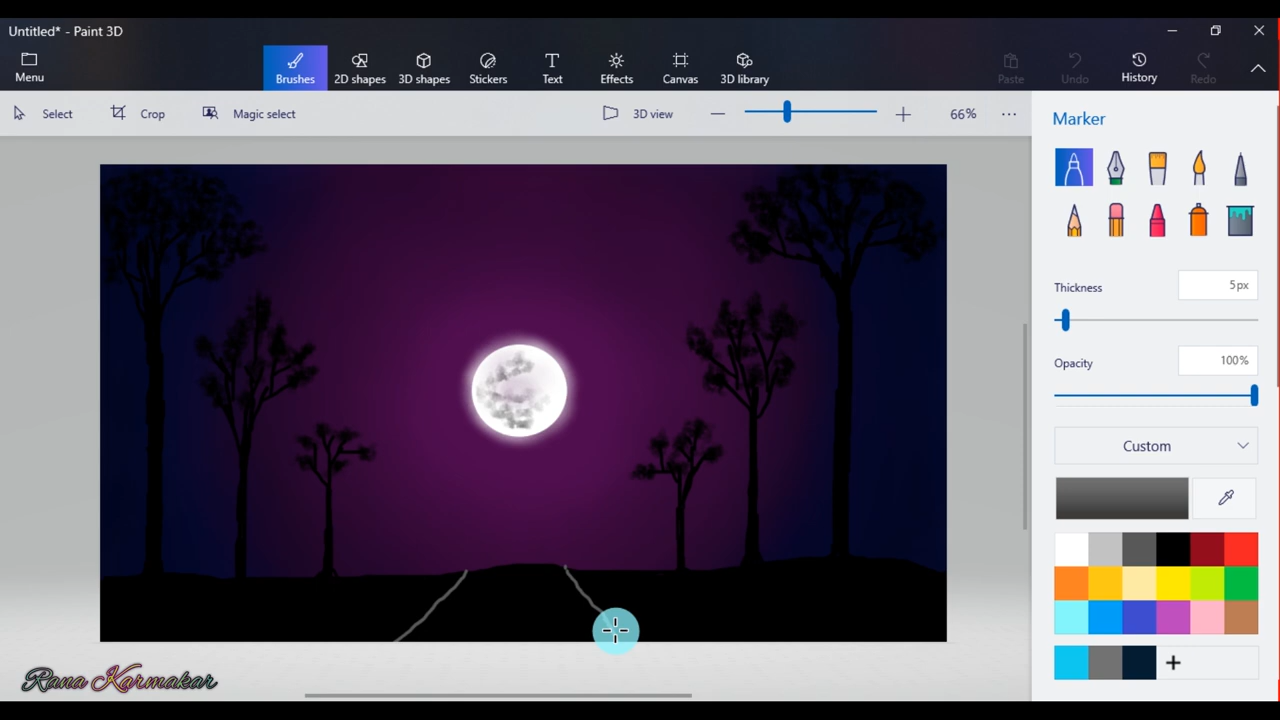 Untitled* - Paint 3D
Menu
Brushes
2D shapes
3D shapes
Stickers
Text
Effects
Canvas
3D library
Paste
Undo
History
Redo
Select
Crop
Magic select
3D view
66%
Marker
Thickness
5px
Opacity
100%
Custom
Rana Karmakar